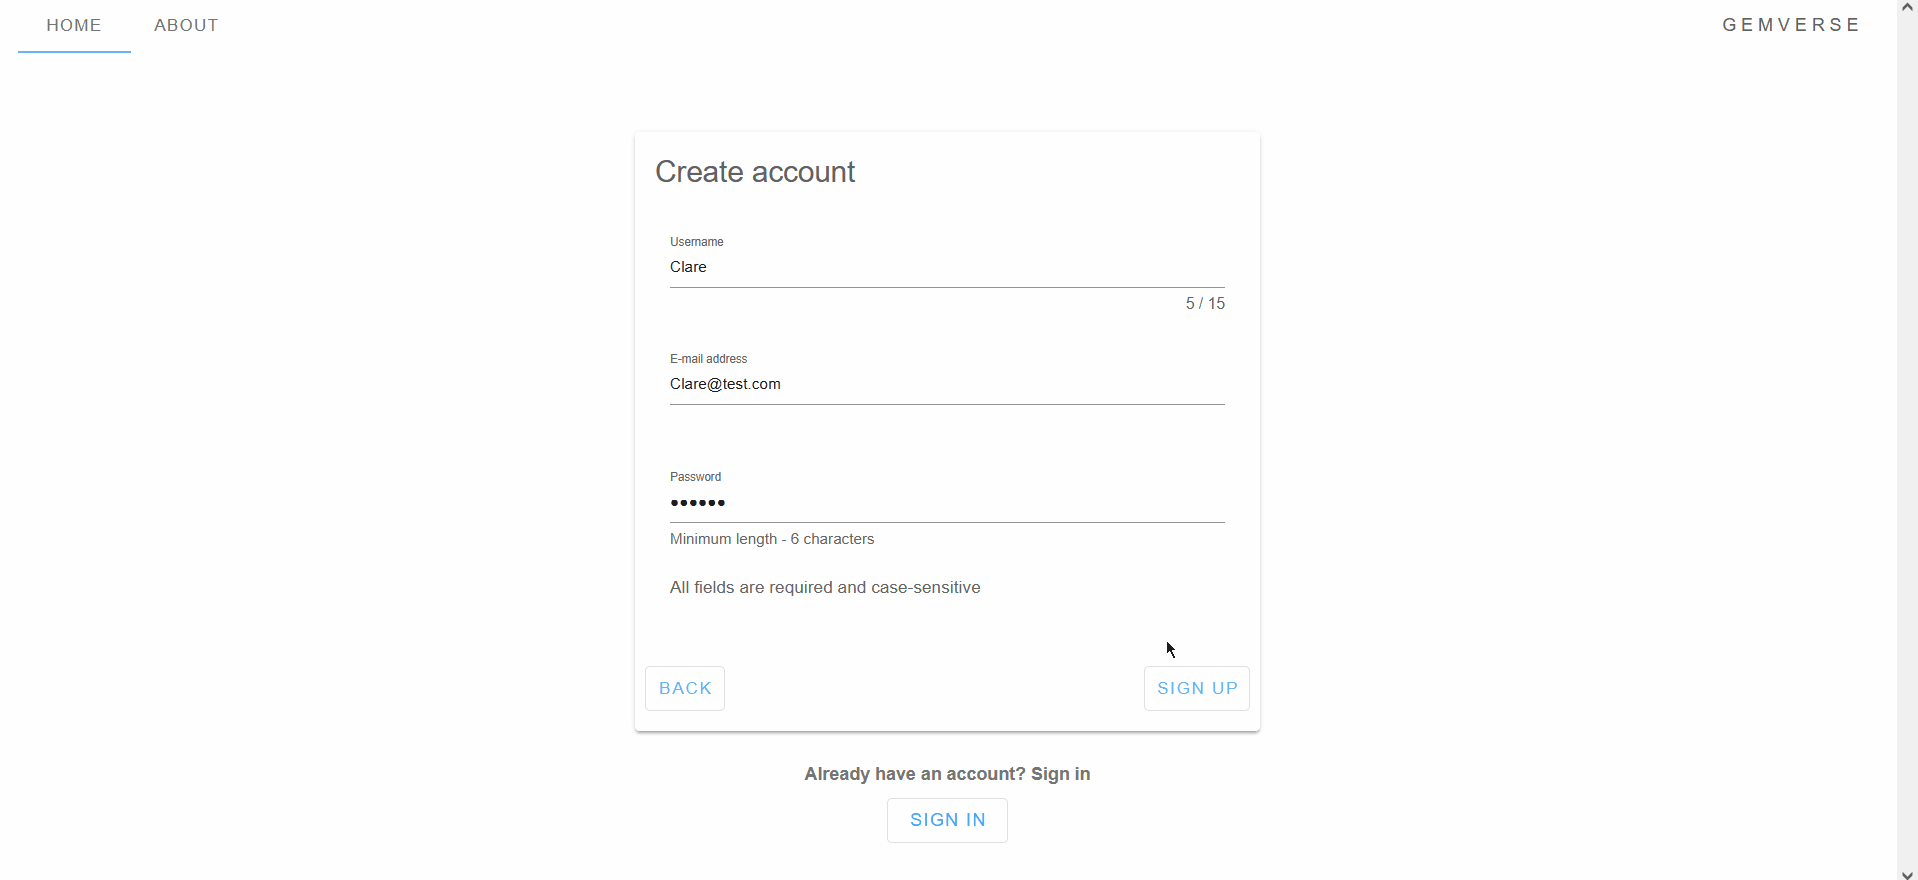 HOME ABOUT GEMVERSE
Create account
Username
Clare
5 / 15
E-mail address
Clare@test.com
Password
••••••
Minimum length - 6 characters
All fields are required and case-sensitive
BACK SIGN UP
Already have an account? Sign in
SIGN IN